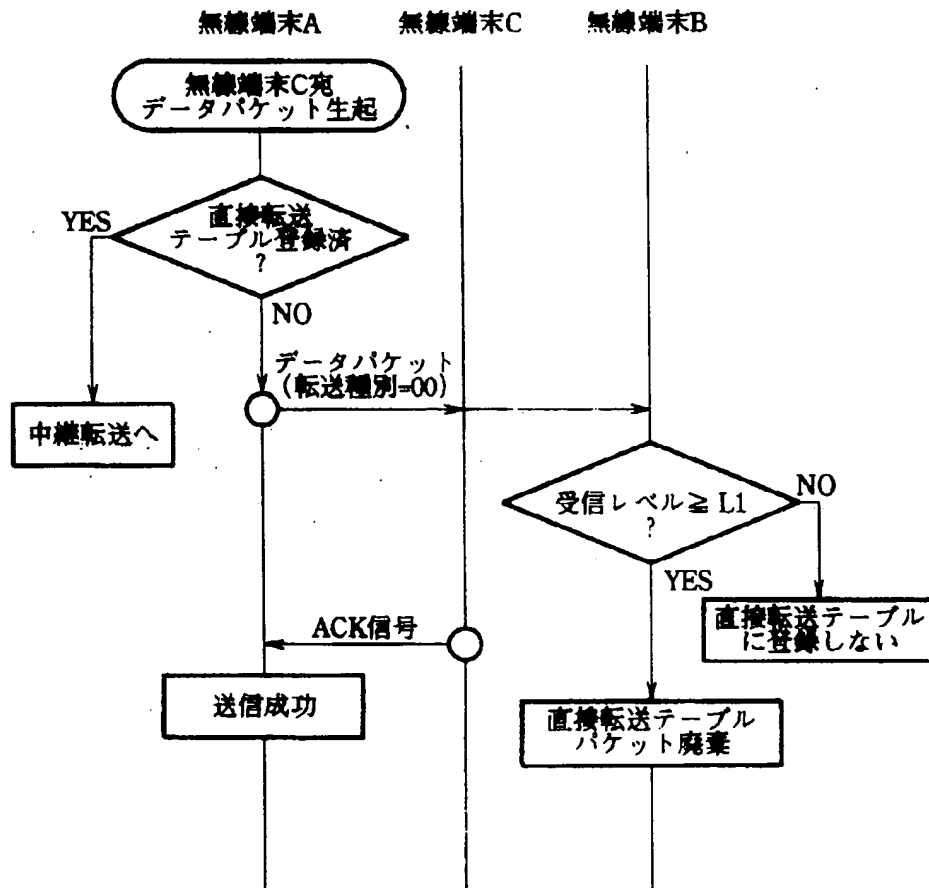 無線端末A 無線端末C 無線端末B
無線端末C宛
データパケット生起
直接転送
テーブル登録済
?
YES
NO
データパケット
(転送種別=00)
中継転送へ
受信レベル≧L1
?
NO
YES
直接転送テーブル
に登録しない
ACK信号
送信成功
直接転送テーブル
パケット廃棄